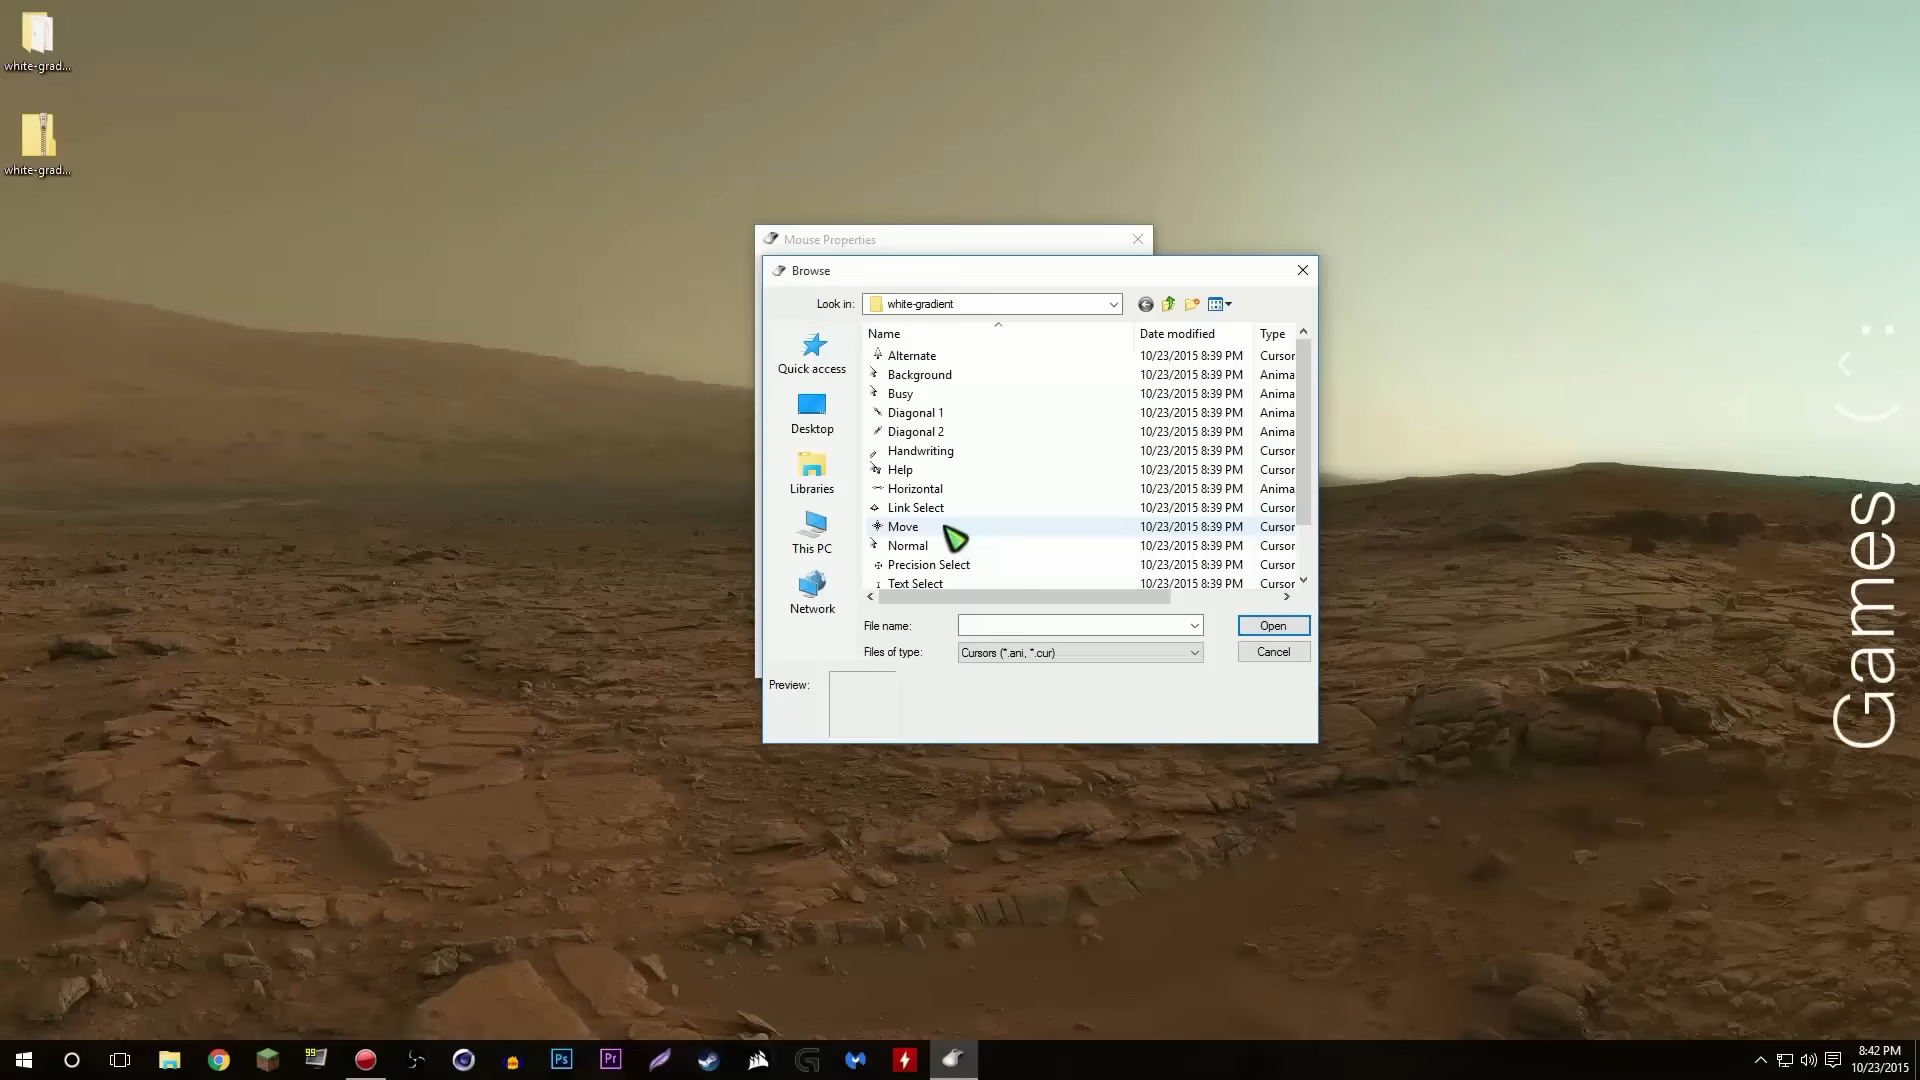 white-grad...
white-grad...
Mouse Properties
Browse
Look in: white-gradient
Name Date modified Type
Alternate 10/23/2015 8:39 PM Cursor
Background 10/23/2015 8:39 PM Anima
Busy 10/23/2015 8:39 PM Anima
Diagonal 1 10/23/2015 8:39 PM Anima
Diagonal 2 10/23/2015 8:39 PM Anima
Handwriting 10/23/2015 8:39 PM Cursor
Help 10/23/2015 8:39 PM Cursor
Horizontal 10/23/2015 8:39 PM Anima
Link Select 10/23/2015 8:39 PM Cursor
Move 10/23/2015 8:39 PM Cursor
Normal 10/23/2015 8:39 PM Cursor
Precision Select 10/23/2015 8:39 PM Cursor
Text Select 10/23/2015 8:39 PM Cursor
Quick access
Desktop
Libraries
This PC
Network
File name:
Open
Files of type: Cursors (*.ani, *.cur)
Cancel
Preview:
Games ( < :
99
Ps
Pr
8:42 PM
10/23/2015